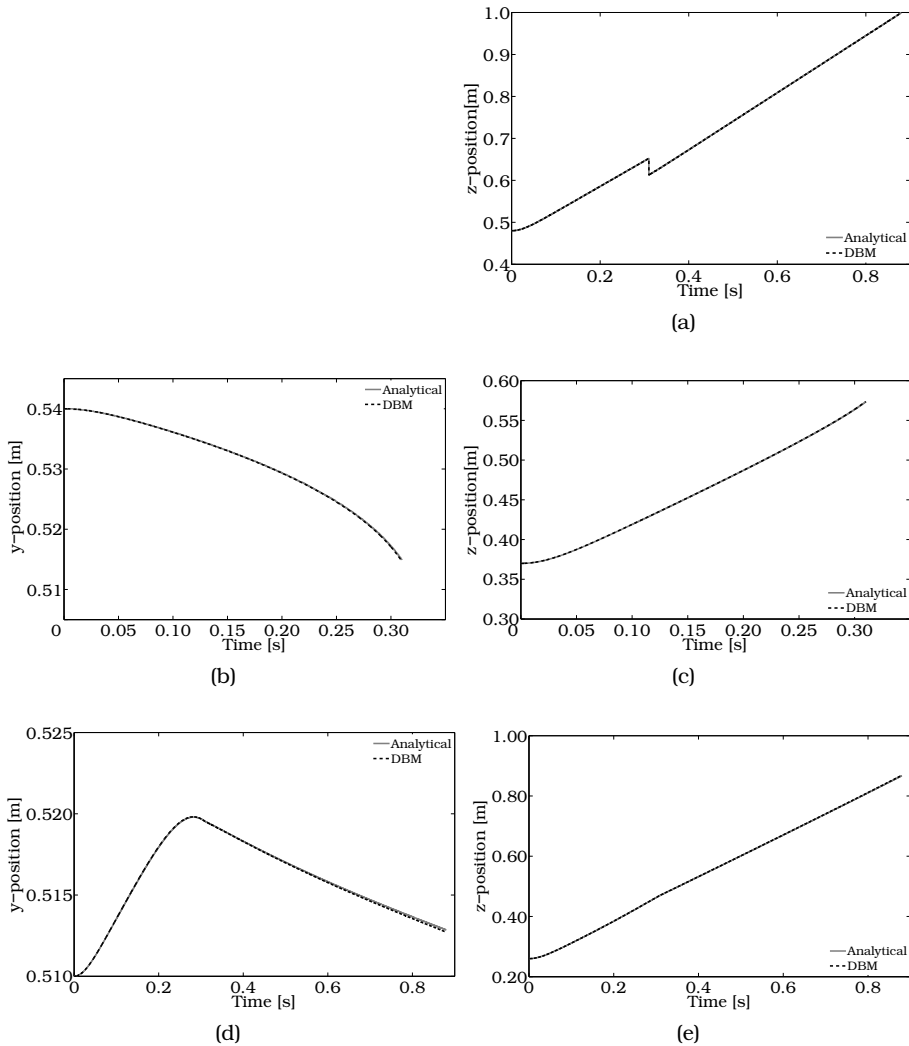 1.0
0.9
0.8
0.7
0.6
0.5
0.4
z-position[m]
Analytical
DBM
0
0.2
0.4
0.6
0.8
Time [s]
(a)
0.54
0.53
0.52
0.51
y-position [m]
Analytical
DBM
0
0.05
0.10
0.15
0.20
0.25
0.30
Time [s]
(b)
0.60
0.55
0.50
0.45
0.40
0.35
0.30
z-position[m]
Analytical
DBM
0
0.05
0.10
0.15
0.20
0.25
0.30
Time [s]
(c)
0.525
0.520
0.515
0.510
y-position [m]
Analytical
DBM
0
0.2
0.4
0.6
0.8
Time [s]
(d)
1.00
0.80
0.60
0.40
0.20
z-position [m]
Analytical
DBM
0
0.2
0.4
0.6
0.8
Time [s]
(e)